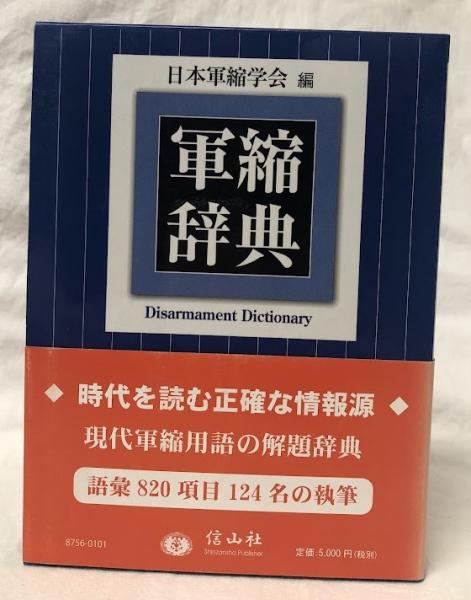 日本軍縮学会 編
軍縮
辞典
Disarmament Dictionary
◆ 時代を読む正確な情報源 ◆
現代軍縮用語の解題辞典
語彙 820 項目 124 名の執筆
8756-0101
信山社
Shinzansha Publisher
定価:5,000円(税別)